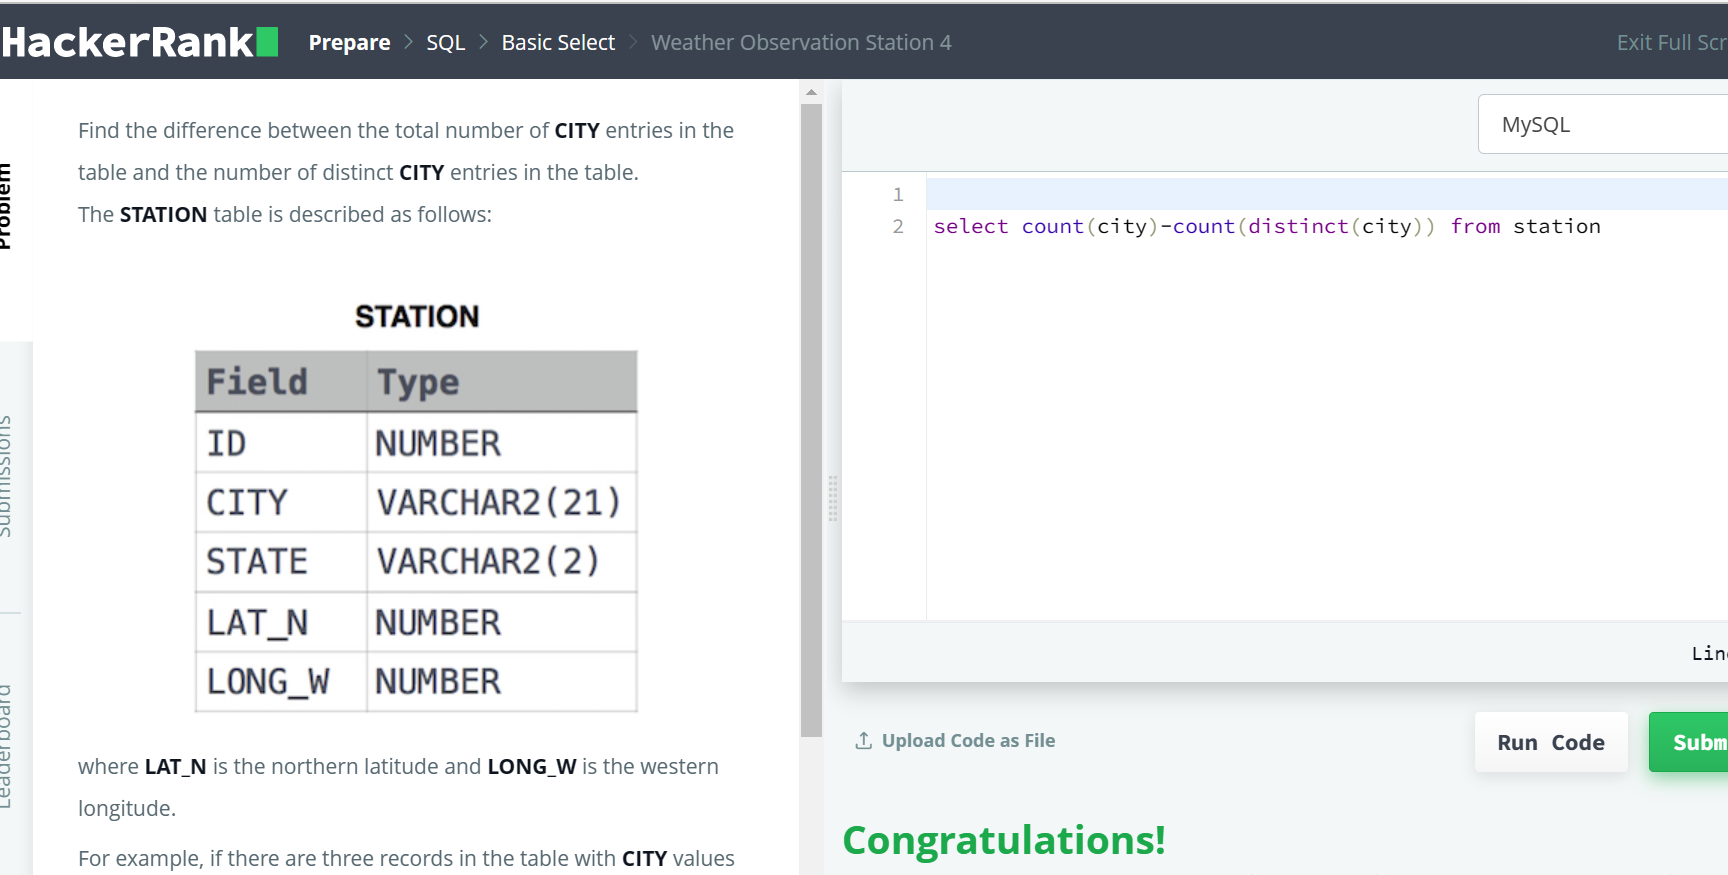 HackerRank
Prepare > SQL > Basic Select > Weather Observation Station 4
Exit Full Scr
Problem
Submissions
Leaderboard
Find the difference between the total number of CITY entries in the
table and the number of distinct CITY entries in the table.
The STATION table is described as follows:
STATION
Field Type
ID NUMBER
CITY VARCHAR2(21)
STATE VARCHAR2(2)
LAT_N NUMBER
LONG_W NUMBER
where LAT_N is the northern latitude and LONG_W is the western
longitude.
For example, if there are three records in the table with CITY values
MySQL
1
2 select count(city)-count(distinct(city)) from station
Lin
Upload Code as File
Run Code
Subm
Congratulations!